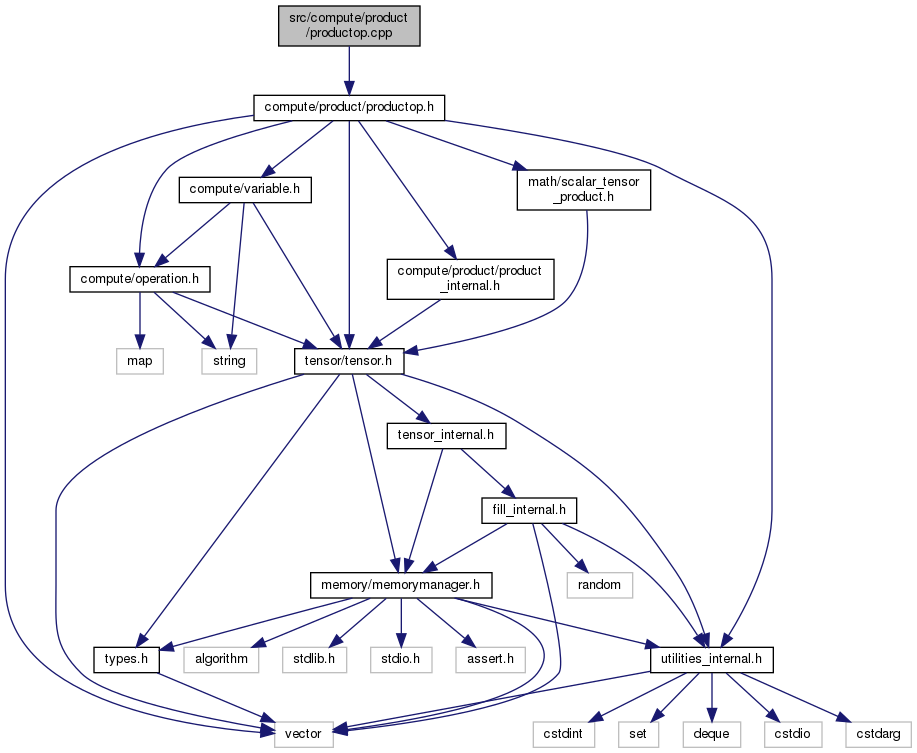 src/compute/product
/productop.cpp
compute/product/productop.h
compute/variable.h
math/scalar_tensor
_product.h
compute/operation.h
compute/product/product
_internal.h
map
string
tensor/tensor.h
tensor_internal.h
fill_internal.h
memory/memorymanager.h
random
types.h
algorithm
stdlib.h
stdio.h
assert.h
utilities_internal.h
vector
cstdint
set
deque
cstdio
cstdarg